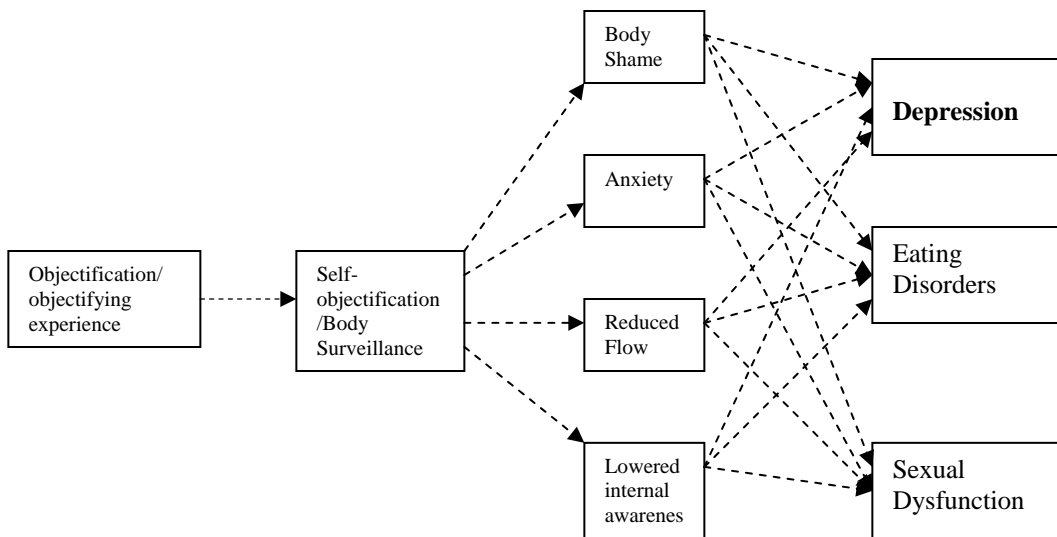 Objectification/
objectifying
experience
Self-
objectification
/Body
Surveillance
Body
Shame
Anxiety
Reduced
Flow
Lowered
internal
awarenes
Depression
Eating
Disorders
Sexual
Dysfunction